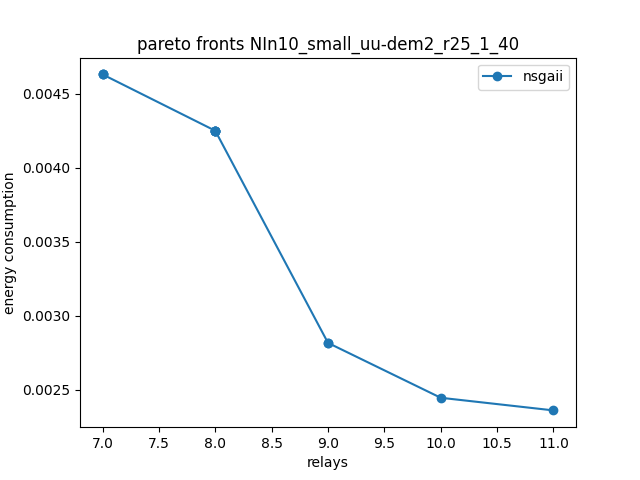 pareto fronts NIn10_small_uu-dem2_r25_1_40
nsgaii
energy consumption
0.0045
0.0040
0.0035
0.0030
0.0025
7.0 7.5 8.0 8.5 9.0 9.5 10.0 10.5 11.0
relays